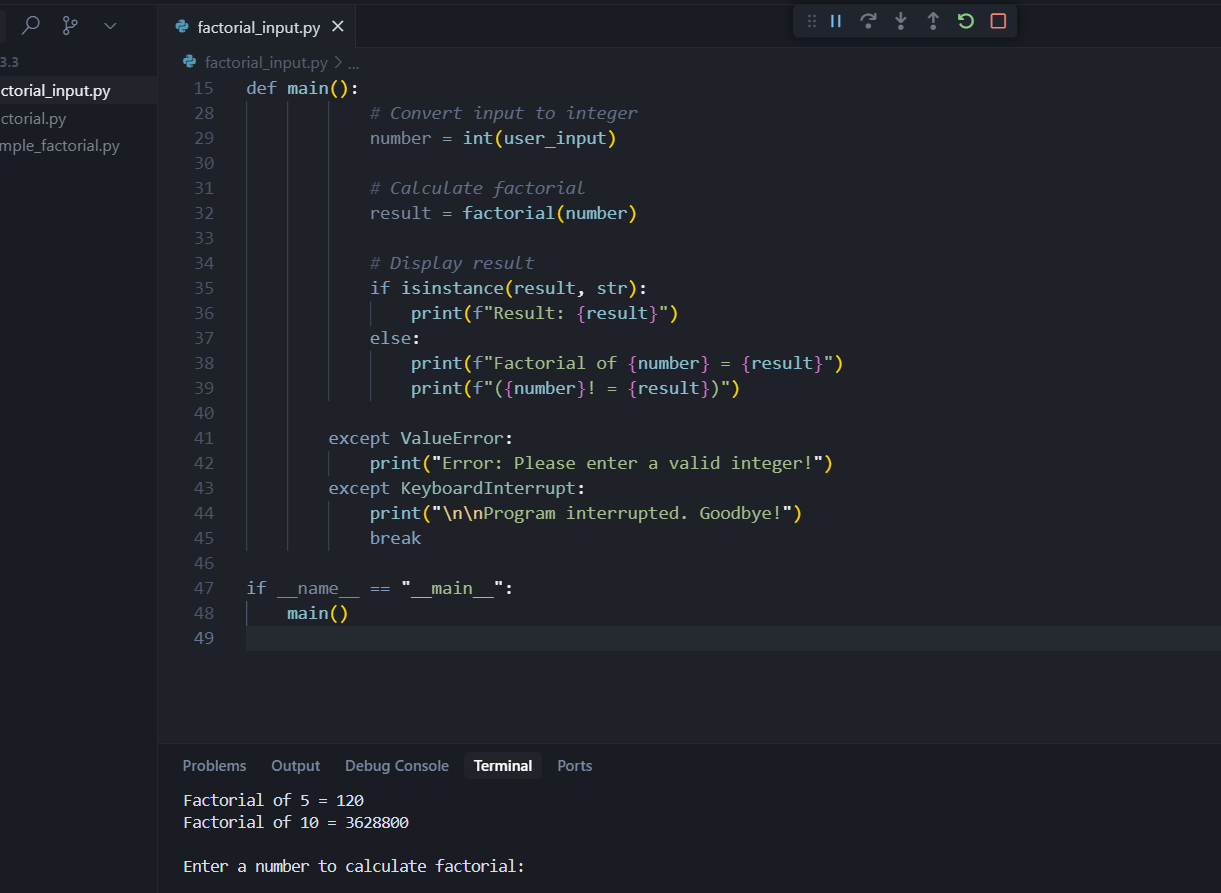 factorial_input.py
3.3
ctorial_input.py
ctorial.py
mple_factorial.py
factorial_input.py > ...
15 def main():
28 # Convert input to integer
29 number = int(user_input)
30
31 # Calculate factorial
32 result = factorial(number)
33
34 # Display result
35 if isinstance(result, str):
36 print(f"Result: {result}")
37 else:
38 print(f"Factorial of {number} = {result}")
39 print(f"({number}! = {result})")
40
41 except ValueError:
42 print("Error: Please enter a valid integer!")
43 except KeyboardInterrupt:
44 print("\n\nProgram interrupted. Goodbye!")
45 break
46
47 if __name__ == "__main__":
48 main()
49
Problems Output Debug Console Terminal Ports
Factorial of 5 = 120
Factorial of 10 = 3628800
Enter a number to calculate factorial: